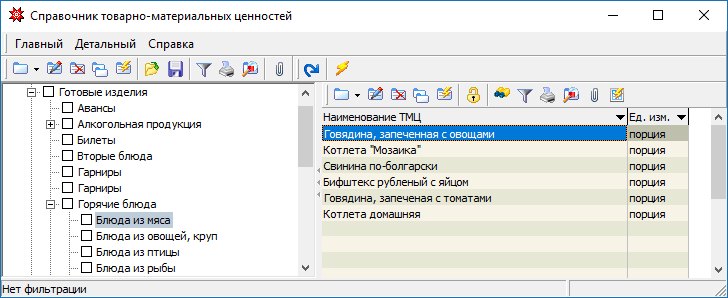 Справочник товарно-материальных ценностей
Главный Детальный Справка
Готовые изделия
Авансы
Алкогольная продукция
Билеты
Вторые блюда
Гарниры
Гарниры
Горячие блюда
Блюда из мяса
Блюда из овощей, круп
Блюда из птицы
Блюда из рыбы
Наименование ТМЦ Ед. изм.
Говядина, запеченная с овощами порция
Котлета "Мозаика" порция
Свинина по-болгарски порция
Бифштекс рубленый с яйцом порция
Говядина, запеченая с томатами порция
Котлета домашняя порция
Нет фильтрации